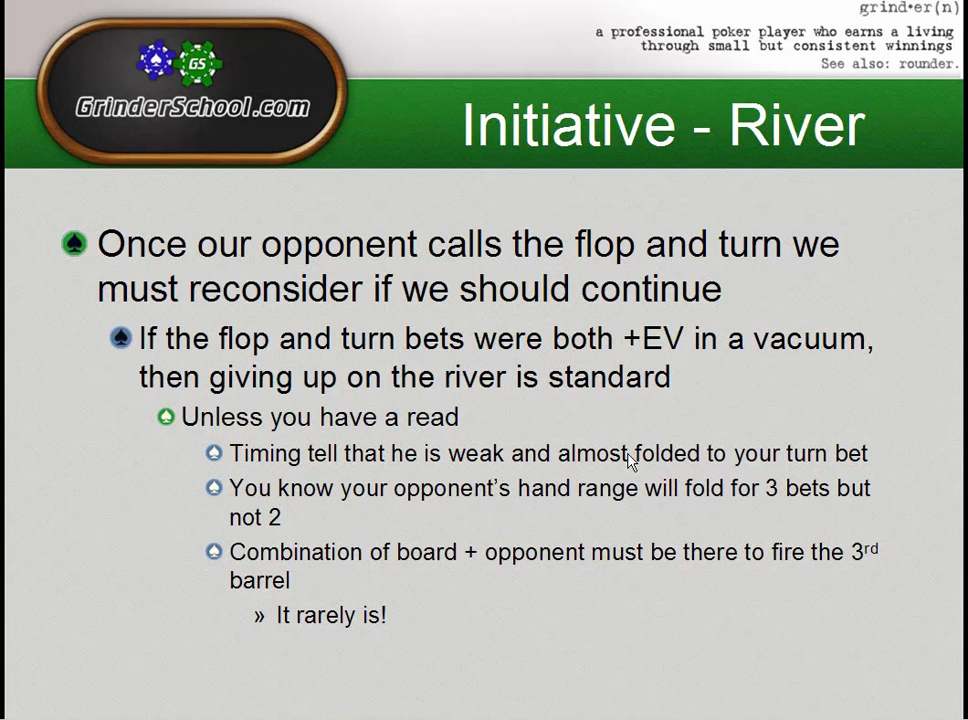 grind•er(n)
a professional poker player who earns a living
through small but consistent winnings
See also: rounder.
GS
GrinderSchool.com
Initiative - River
Once our opponent calls the flop and turn we
must reconsider if we should continue
If the flop and turn bets were both +EV in a vacuum,
then giving up on the river is standard
Unless you have a read
Timing tell that he is weak and almost folded to your turn bet
You know your opponent's hand range will fold for 3 bets but
not 2
Combination of board + opponent must be there to fire the 3rd
barrel
» It rarely is!